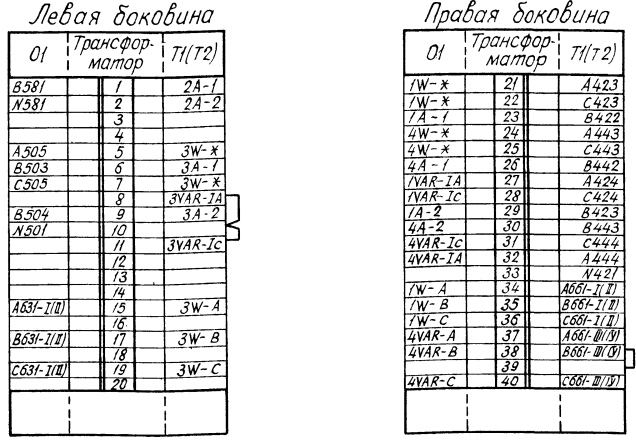 Левая боковина
01 Трансформатор Т1(Т2)
B581 1 2A-1
N581 2 2A-2
3
4
A505 5 3W-*
B503 6 3A-1
C505 7 3W-*
8 3VAR-IA
B504 9 3A-2
N501 10
11 3VAR-Ic
12
13
14
A631-I(II) 15 3W-A
16
B631-I(II) 17 3W-B
18
C631-I(II) 19 3W-C
20
Правая боковина
01 Трансформатор Т1(Т2)
1W-* 21 A423
1W-* 22 C423
1A-1 23 B422
4W-* 24 A443
4W-* 25 C443
4A-1 26 B442
1VAR-IA 27 A424
1VAR-Ic 28 C424
1A-2 29 B423
4A-2 30 B443
4VAR-Ic 31 C444
4VAR-IA 32 A444
33 N421
1W-A 34 A661-I(II)
1W-B 35 B661-I(II)
1W-C 36 C661-I(II)
4VAR-A 37 A661-III(IV)
4VAR-B 38 B661-III(IV)
39
4VAR-C 40 C661-III(IV)